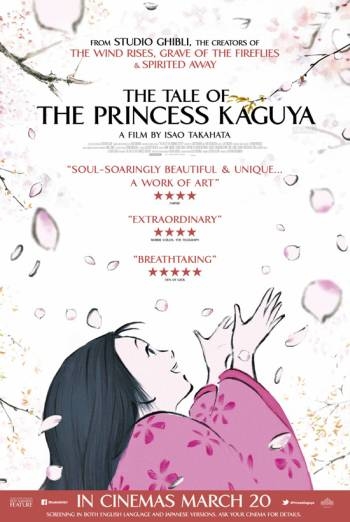 FROM STUDIO GHIBLI, THE CREATORS OF
THE WIND RISES, GRAVE OF THE FIREFLIES
& SPIRITED AWAY
THE TALE OF
THE PRINCESS KAGUYA
A FILM BY ISAO TAKAHATA
"SOUL-SOARINGLY BEAUTIFUL & UNIQUE...
A WORK OF ART"
★★★★
"EXTRAORDINARY"
★★★★
"BREATHTAKING"
★★★★★
IN CINEMAS MARCH 20
SCREENING IN BOTH ENGLISH LANGUAGE AND JAPANESE VERSIONS. ASK YOUR CINEMA FOR DETAILS.